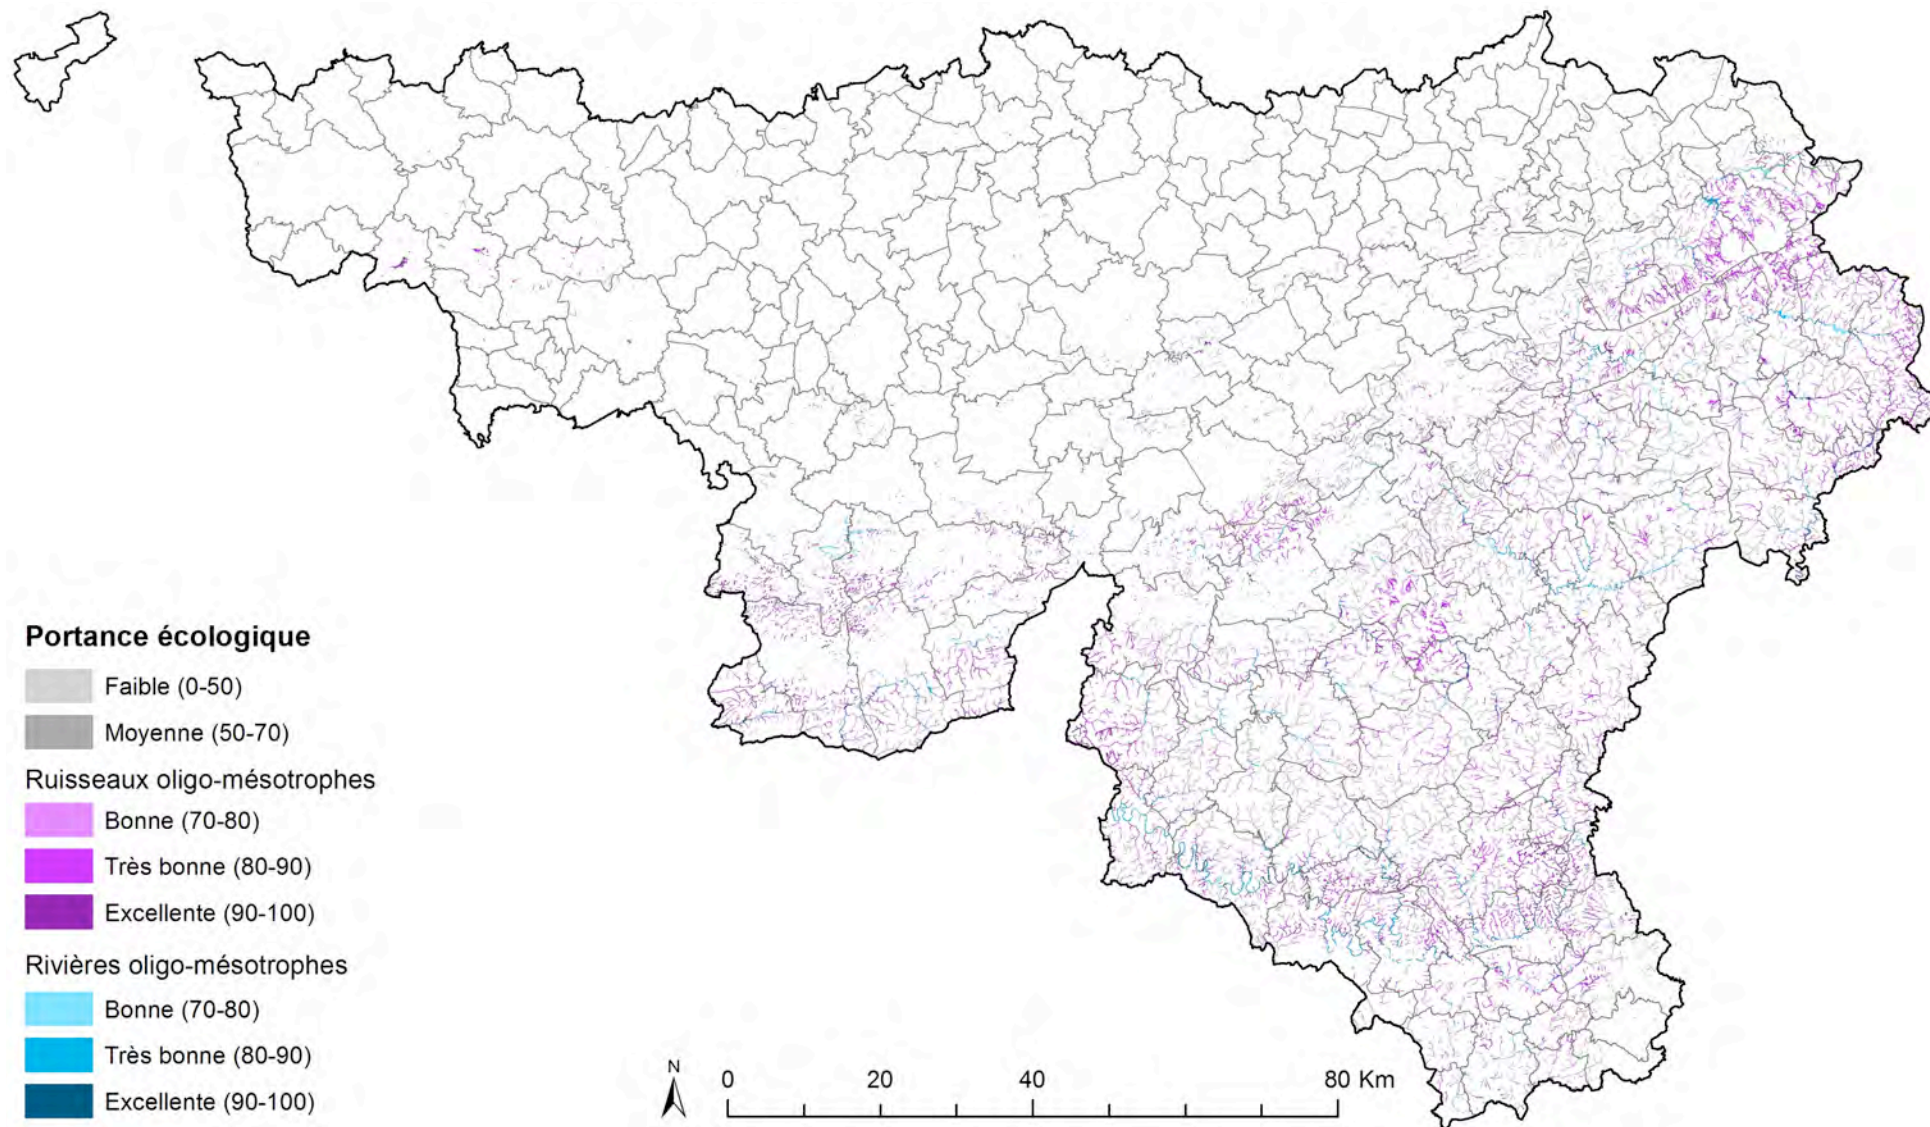 Portance écologique
Faible (0-50)
Moyenne (50-70)
Ruisseaux oligo-mésotrophes
Bonne (70-80)
Très bonne (80-90)
Excellente (90-100)
Rivières oligo-mésotrophes
Bonne (70-80)
Très bonne (80-90)
Excellente (90-100)
N
0 20 40 80 Km